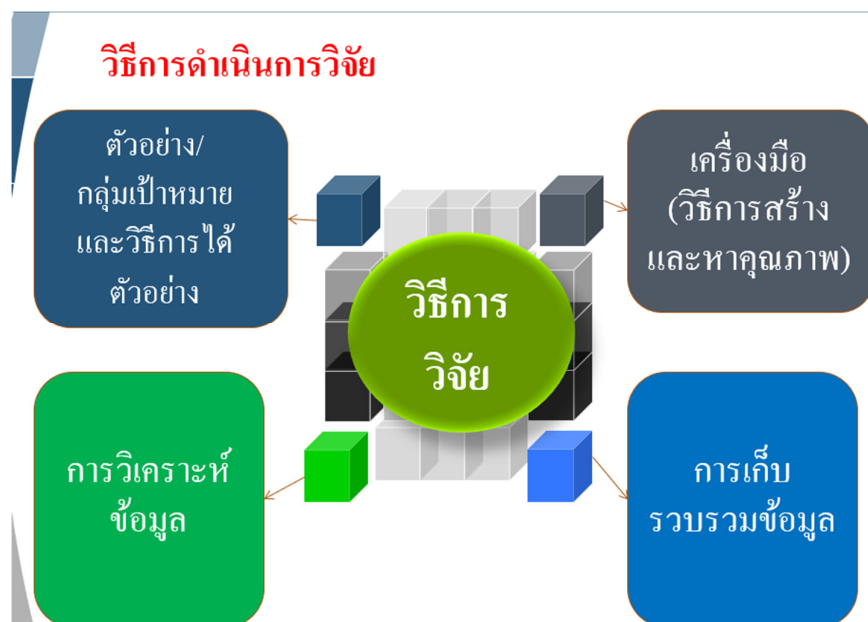 วิธีการดำเนินการวิจัย
ตัวอย่าง/
กลุ่มเป้าหมาย
และวิธีการได้
ตัวอย่าง
เครื่องมือ
(วิธีการสร้าง
และหาคุณภาพ)
วิธีการ
วิจัย
การวิเคราะห์
ข้อมูล
การเก็บ
รวบรวมข้อมูล